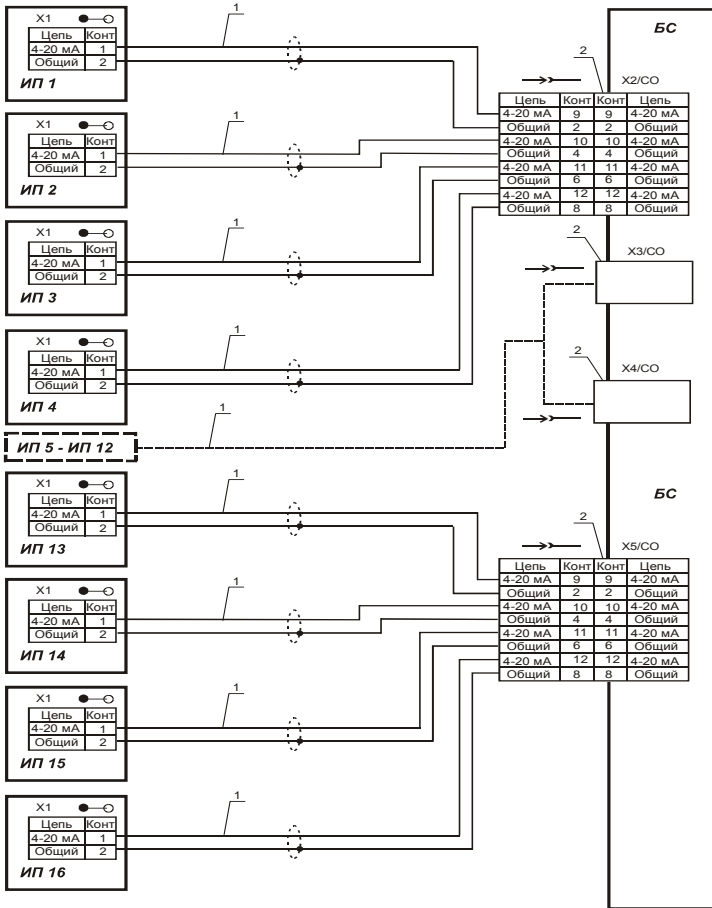 X1
Цепь Конт
4-20 мА 1
Общий 2
ИП 1
1
X1
Цепь Конт
4-20 мА 1
Общий 2
ИП 2
1
X1
Цепь Конт
4-20 мА 1
Общий 2
ИП 3
1
X1
Цепь Конт
4-20 мА 1
Общий 2
ИП 4
1
ИП 5 - ИП 12
1
X1
Цепь Конт
4-20 мА 1
Общий 2
ИП 13
1
X1
Цепь Конт
4-20 мА 1
Общий 2
ИП 14
1
X1
Цепь Конт
4-20 мА 1
Общий 2
ИП 15
1
X1
Цепь Конт
4-20 мА 1
Общий 2
ИП 16
1
БС
2
X2/CO
Цепь Конт Конт Цепь
4-20 мА 9 9 4-20 мА
Общий 2 2 Общий
4-20 мА 10 10 4-20 мА
Общий 4 4 Общий
4-20 мА 11 11 4-20 мА
Общий 6 6 Общий
4-20 мА 12 12 4-20 мА
Общий 8 8 Общий
2
X3/CO
2
X4/CO
БС
2
X5/CO
Цепь Конт Конт Цепь
4-20 мА 9 9 4-20 мА
Общий 2 2 Общий
4-20 мА 10 10 4-20 мА
Общий 4 4 Общий
4-20 мА 11 11 4-20 мА
Общий 6 6 Общий
4-20 мА 12 12 4-20 мА
Общий 8 8 Общий